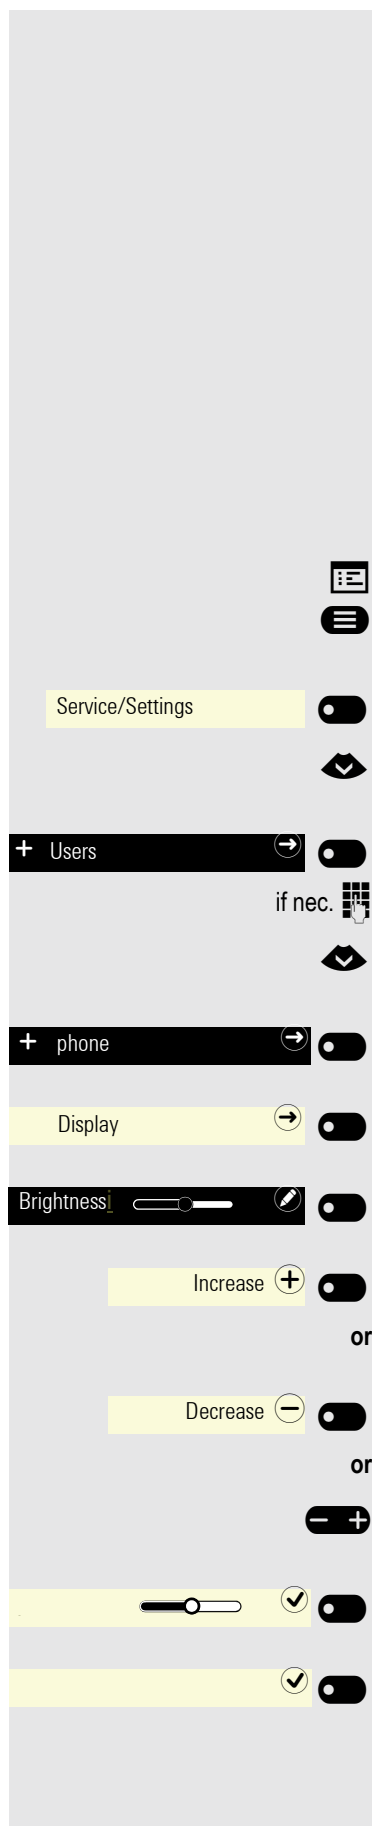 Service/Settings
+ Users
if nec.
+ phone
Display
Brightness i
Increase +
or
Decrease −
or
− +